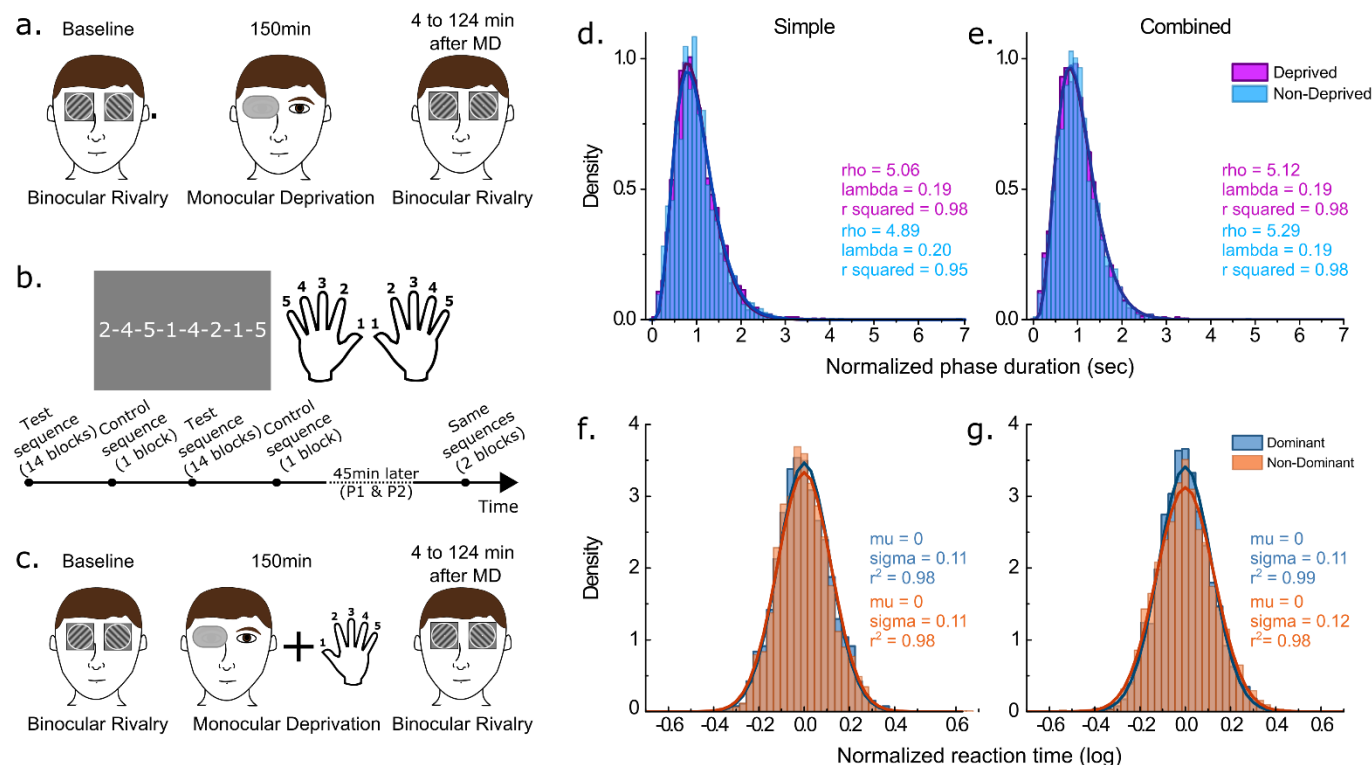 a.
Baseline
150min
4 to 124 min
after MD
Binocular Rivalry
Monocular Deprivation
Binocular Rivalry
b.
2-4-5-1-4-2-1-5
5 4 3 2 1
1 2 3 4 5
Test
sequence
(14 blocks)
Control
sequence
(1 block)
Test
sequence
(14 blocks)
Control
sequence
(1 block)
45min later
(P1 & P2)
Same
sequences
(2 blocks)
Time
c.
Baseline
150min
4 to 124 min
after MD
+
1 2 3 4 5
Binocular Rivalry
Monocular Deprivation
Binocular Rivalry
d.
Simple
1.0
0.5
0.0
Density
rho = 5.06
lambda = 0.19
r squared = 0.98
rho = 4.89
lambda = 0.20
r squared = 0.95
0 1 2 3 4 5 6 7
e.
Combined
Deprived
Non-Deprived
1.0
0.5
0.0
rho = 5.12
lambda = 0.19
r squared = 0.98
rho = 5.29
lambda = 0.19
r squared = 0.98
0 1 2 3 4 5 6 7
Normalized phase duration (sec)
f.
Dominant
Non-Dominant
4
3
2
1
0
Density
mu = 0
sigma = 0.11
r² = 0.98
mu = 0
sigma = 0.11
r² = 0.98
-0.6 -0.4 -0.2 0.0 0.2 0.4 0.6
g.
Dominant
Non-Dominant
4
3
2
1
0
mu = 0
sigma = 0.11
r² = 0.99
mu = 0
sigma = 0.12
r²= 0.98
-0.6 -0.4 -0.2 0.0 0.2 0.4 0.6
Normalized reaction time (log)